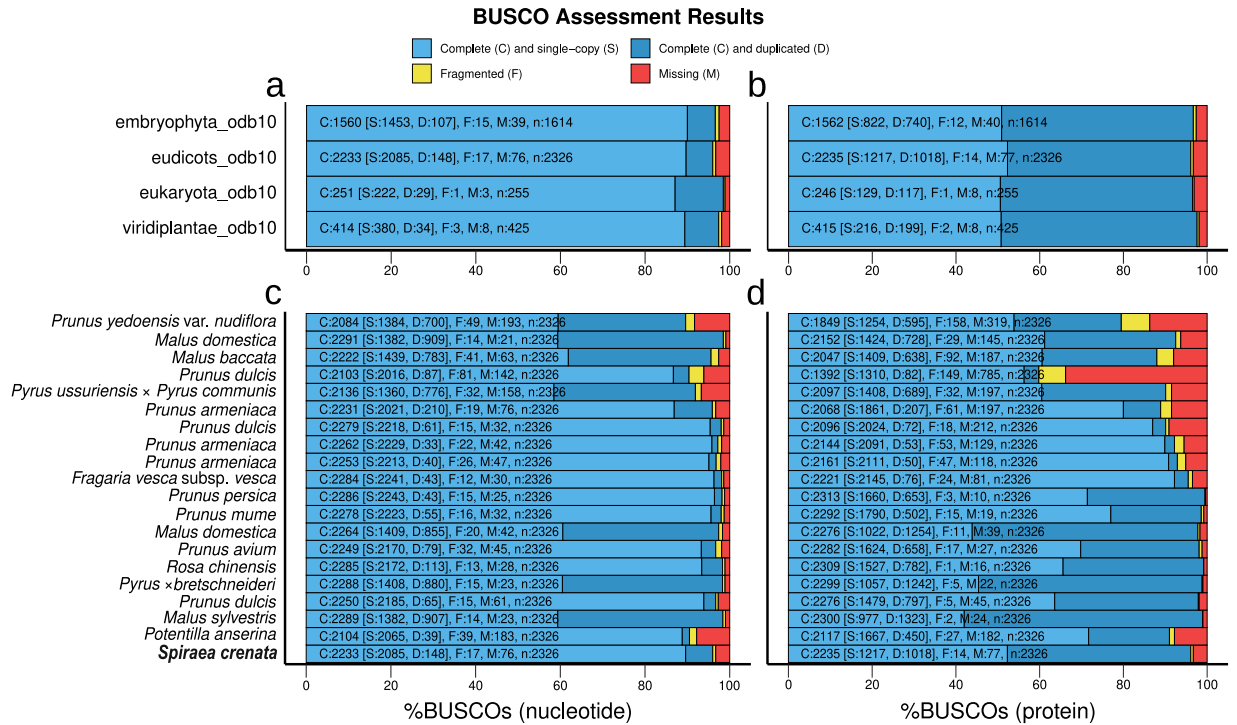 BUSCO Assessment Results
Complete (C) and single−copy (S)
Complete (C) and duplicated (D)
Fragmented (F)
Missing (M)
a
b
embryophyta_odb10
C:1560 [S:1453, D:107], F:15, M:39, n:1614
C:1562 [S:822, D:740], F:12, M:40, n:1614
eudicots_odb10
C:2233 [S:2085, D:148], F:17, M:76, n:2326
C:2235 [S:1217, D:1018], F:14, M:77, n:2326
eukaryota_odb10
C:251 [S:222, D:29], F:1, M:3, n:255
C:246 [S:129, D:117], F:1, M:8, n:255
viridiplantae_odb10
C:414 [S:380, D:34], F:3, M:8, n:425
C:415 [S:216, D:199], F:2, M:8, n:425
0 20 40 60 80 100
0 20 40 60 80 100
c
d
Prunus yedoensis var. nudiflora
C:2084 [S:1384, D:700], F:49, M:193, n:2326
C:1849 [S:1254, D:595], F:158, M:319, n:2326
Malus domestica
C:2291 [S:1382, D:909], F:14, M:21, n:2326
C:2152 [S:1424, D:728], F:29, M:145, n:2326
Malus baccata
C:2222 [S:1439, D:783], F:41, M:63, n:2326
C:2047 [S:1409, D:638], F:92, M:187, n:2326
Prunus dulcis
C:2103 [S:2016, D:87], F:81, M:142, n:2326
C:1392 [S:1310, D:82], F:149, M:785, n:2326
Pyrus ussuriensis × Pyrus communis
C:2136 [S:1360, D:776], F:32, M:158, n:2326
C:2097 [S:1408, D:689], F:32, M:197, n:2326
Prunus armeniaca
C:2231 [S:2021, D:210], F:19, M:76, n:2326
C:2068 [S:1861, D:207], F:61, M:197, n:2326
Prunus dulcis
C:2279 [S:2218, D:61], F:15, M:32, n:2326
C:2096 [S:2024, D:72], F:18, M:212, n:2326
Prunus armeniaca
C:2262 [S:2229, D:33], F:22, M:42, n:2326
C:2144 [S:2091, D:53], F:53, M:129, n:2326
Prunus armeniaca
C:2253 [S:2213, D:40], F:26, M:47, n:2326
C:2161 [S:2111, D:50], F:47, M:118, n:2326
Fragaria vesca subsp. vesca
C:2284 [S:2241, D:43], F:12, M:30, n:2326
C:2221 [S:2145, D:76], F:24, M:81, n:2326
Prunus persica
C:2286 [S:2243, D:43], F:15, M:25, n:2326
C:2313 [S:1660, D:653], F:3, M:10, n:2326
Prunus mume
C:2278 [S:2223, D:55], F:16, M:32, n:2326
C:2292 [S:1790, D:502], F:15, M:19, n:2326
Malus domestica
C:2264 [S:1409, D:855], F:20, M:42, n:2326
C:2276 [S:1022, D:1254], F:11, M:39, n:2326
Prunus avium
C:2249 [S:2170, D:79], F:32, M:45, n:2326
C:2282 [S:1624, D:658], F:17, M:27, n:2326
Rosa chinensis
C:2285 [S:2172, D:113], F:13, M:28, n:2326
C:2309 [S:1527, D:782], F:1, M:16, n:2326
Pyrus ×bretschneideri
C:2288 [S:1408, D:880], F:15, M:23, n:2326
C:2299 [S:1057, D:1242], F:5, M:22, n:2326
Prunus dulcis
C:2250 [S:2185, D:65], F:15, M:61, n:2326
C:2276 [S:1479, D:797], F:5, M:45, n:2326
Malus sylvestris
C:2289 [S:1382, D:907], F:14, M:23, n:2326
C:2300 [S:977, D:1323], F:2, M:24, n:2326
Potentilla anserina
C:2104 [S:2065, D:39], F:39, M:183, n:2326
C:2117 [S:1667, D:450], F:27, M:182, n:2326
Spiraea crenata
C:2233 [S:2085, D:148], F:17, M:76, n:2326
C:2235 [S:1217, D:1018], F:14, M:77, n:2326
0 20 40 60 80 100
0 20 40 60 80 100
%BUSCOs (nucleotide)
%BUSCOs (protein)